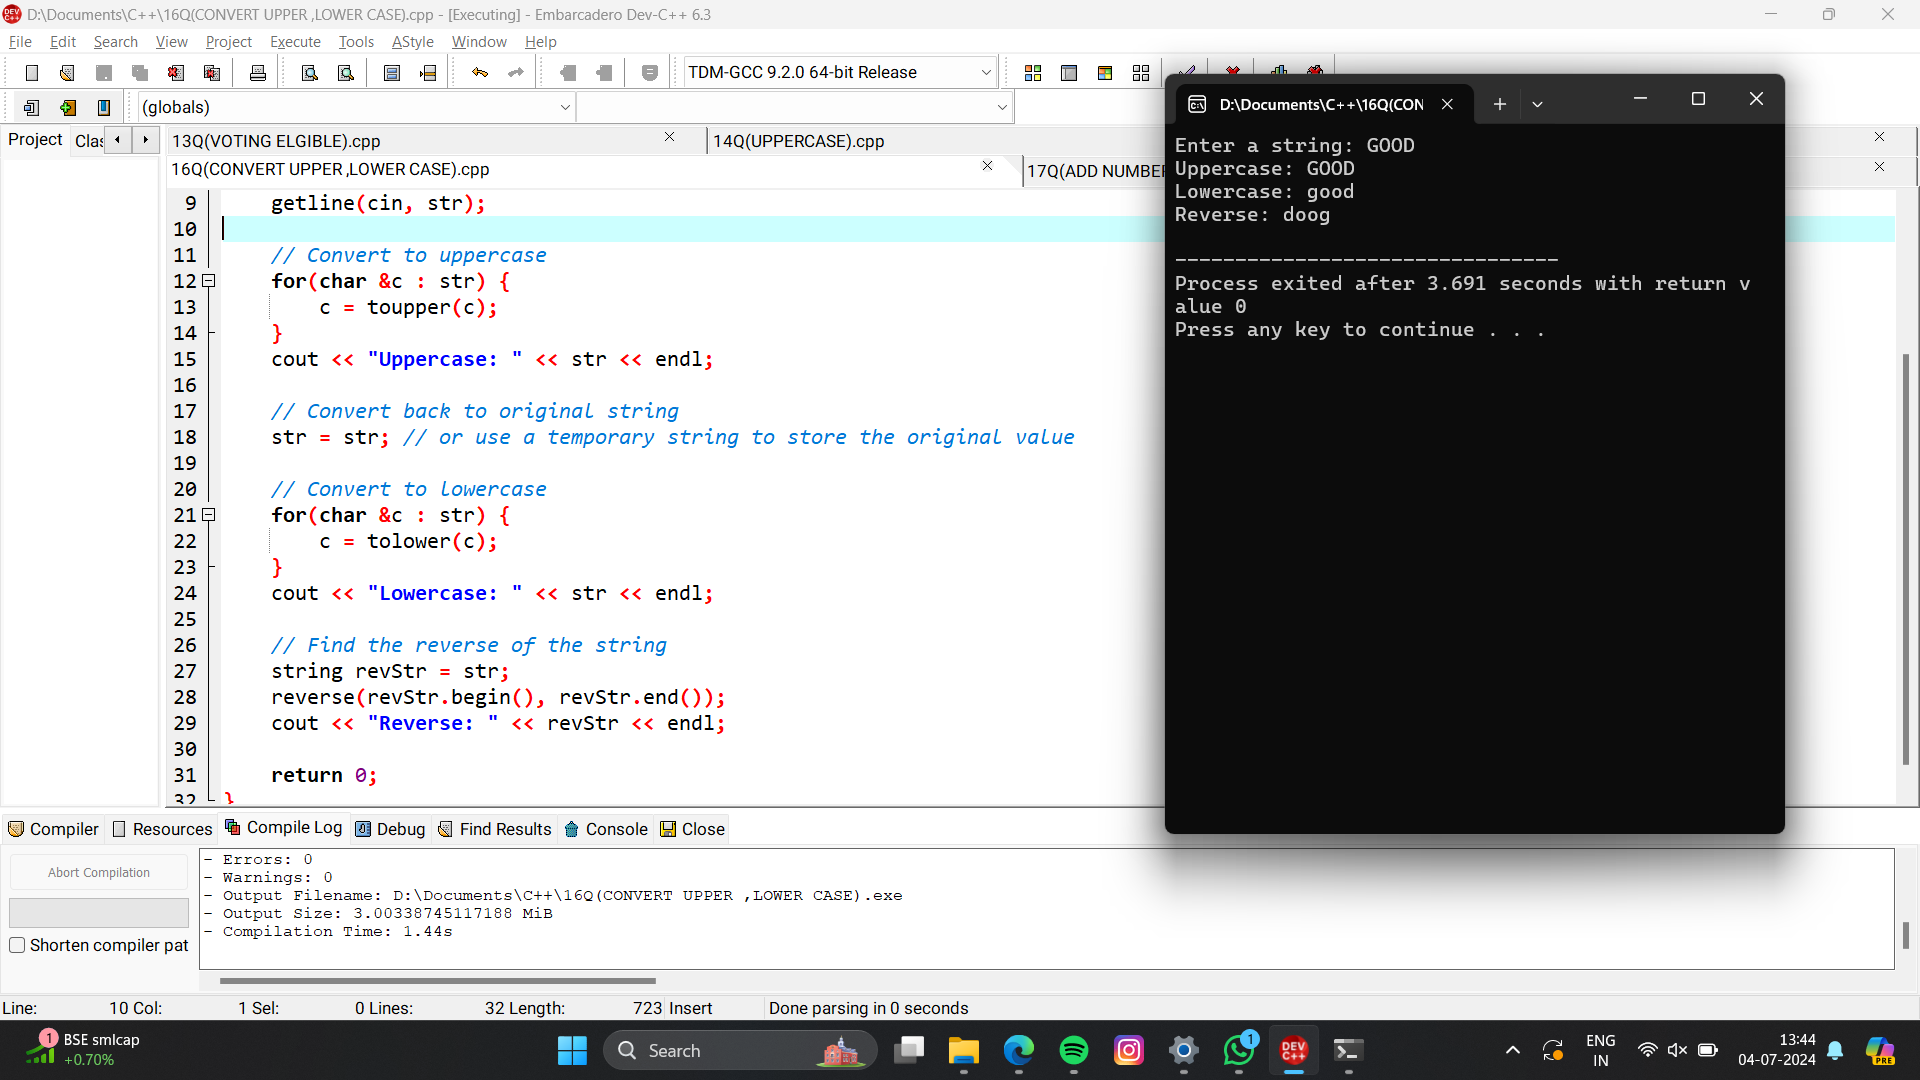 D:\Documents\C++\16Q(CONVERT UPPER ,LOWER CASE).cpp - [Executing] - Embarcadero Dev-C++ 6.3
File Edit Search View Project Execute Tools AStyle Window Help
TDM-GCC 9.2.0 64-bit Release
(globals)
Project Clas
13Q(VOTING ELGIBLE).cpp
14Q(UPPERCASE).cpp
16Q(CONVERT UPPER ,LOWER CASE).cpp
17Q(ADD NUMBER
9 getline(cin, str);
10
11 // Convert to uppercase
12 for(char &c : str) {
13 c = toupper(c);
14 }
15 cout << "Uppercase: " << str << endl;
16
17 // Convert back to original string
18 str = str; // or use a temporary string to store the original value
19
20 // Convert to lowercase
21 for(char &c : str) {
22 c = tolower(c);
23 }
24 cout << "Lowercase: " << str << endl;
25
26 // Find the reverse of the string
27 string revStr = str;
28 reverse(revStr.begin(), revStr.end());
29 cout << "Reverse: " << revStr << endl;
30
31 return 0;
32 }
D:\Documents\C++\16Q(CON
Enter a string: GOOD
Uppercase: GOOD
Lowercase: good
Reverse: doog
--------------------------------
Process exited after 3.691 seconds with return v
alue 0
Press any key to continue . . .
Compiler Resources Compile Log Debug Find Results Console Close
Abort Compilation
Shorten compiler pat
- Errors: 0
- Warnings: 0
- Output Filename: D:\Documents\C++\16Q(CONVERT UPPER ,LOWER CASE).exe
- Output Size: 3.00338745117188 MiB
- Compilation Time: 1.44s
Line: 10 Col: 1 Sel: 0 Lines: 32 Length: 723 Insert Done parsing in 0 seconds
1
BSE smlcap
+0.70%
Search
1
DEV
C++
ENG
IN
13:44
04-07-2024
PRE